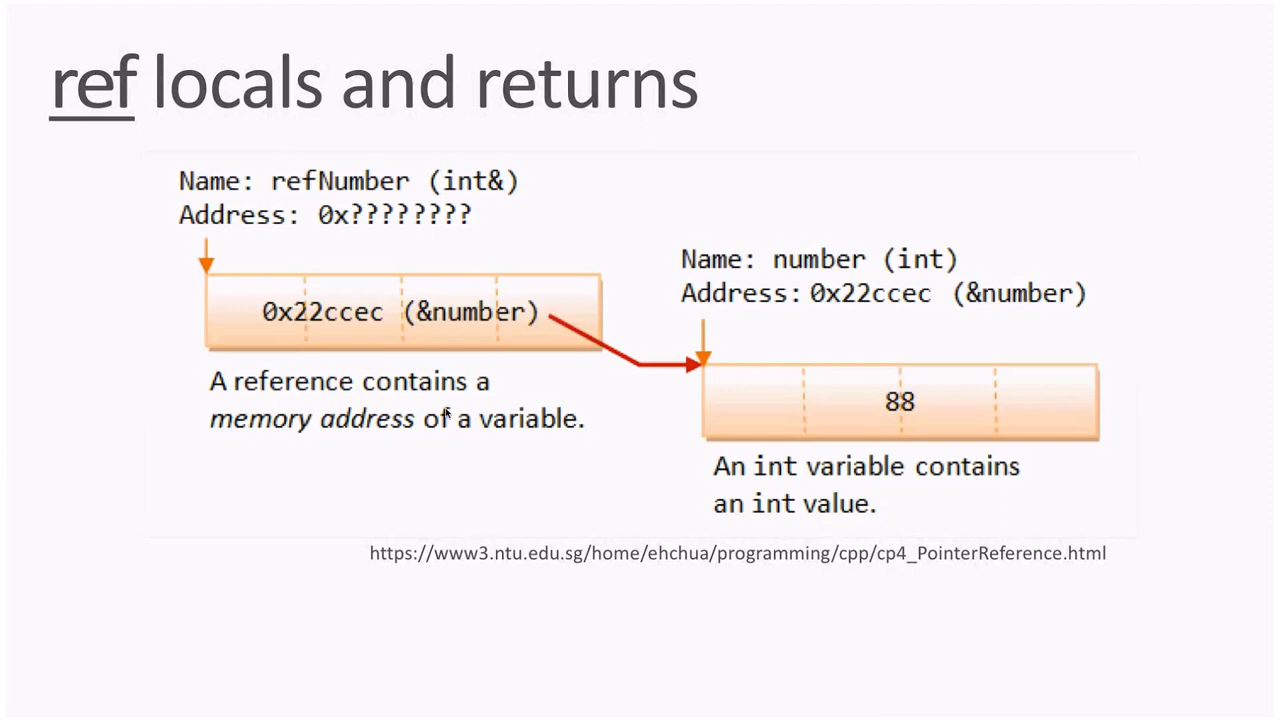 ref locals and returns
Name: refNumber (int&)
Address: 0x????????
0x22ccec (&number)
A reference contains a
memory address of a variable.
Name: number (int)
Address: 0x22ccec (&number)
88
An int variable contains
an int value.
https://www3.ntu.edu.sg/home/ehchua/programming/cpp/cp4_PointerReference.html